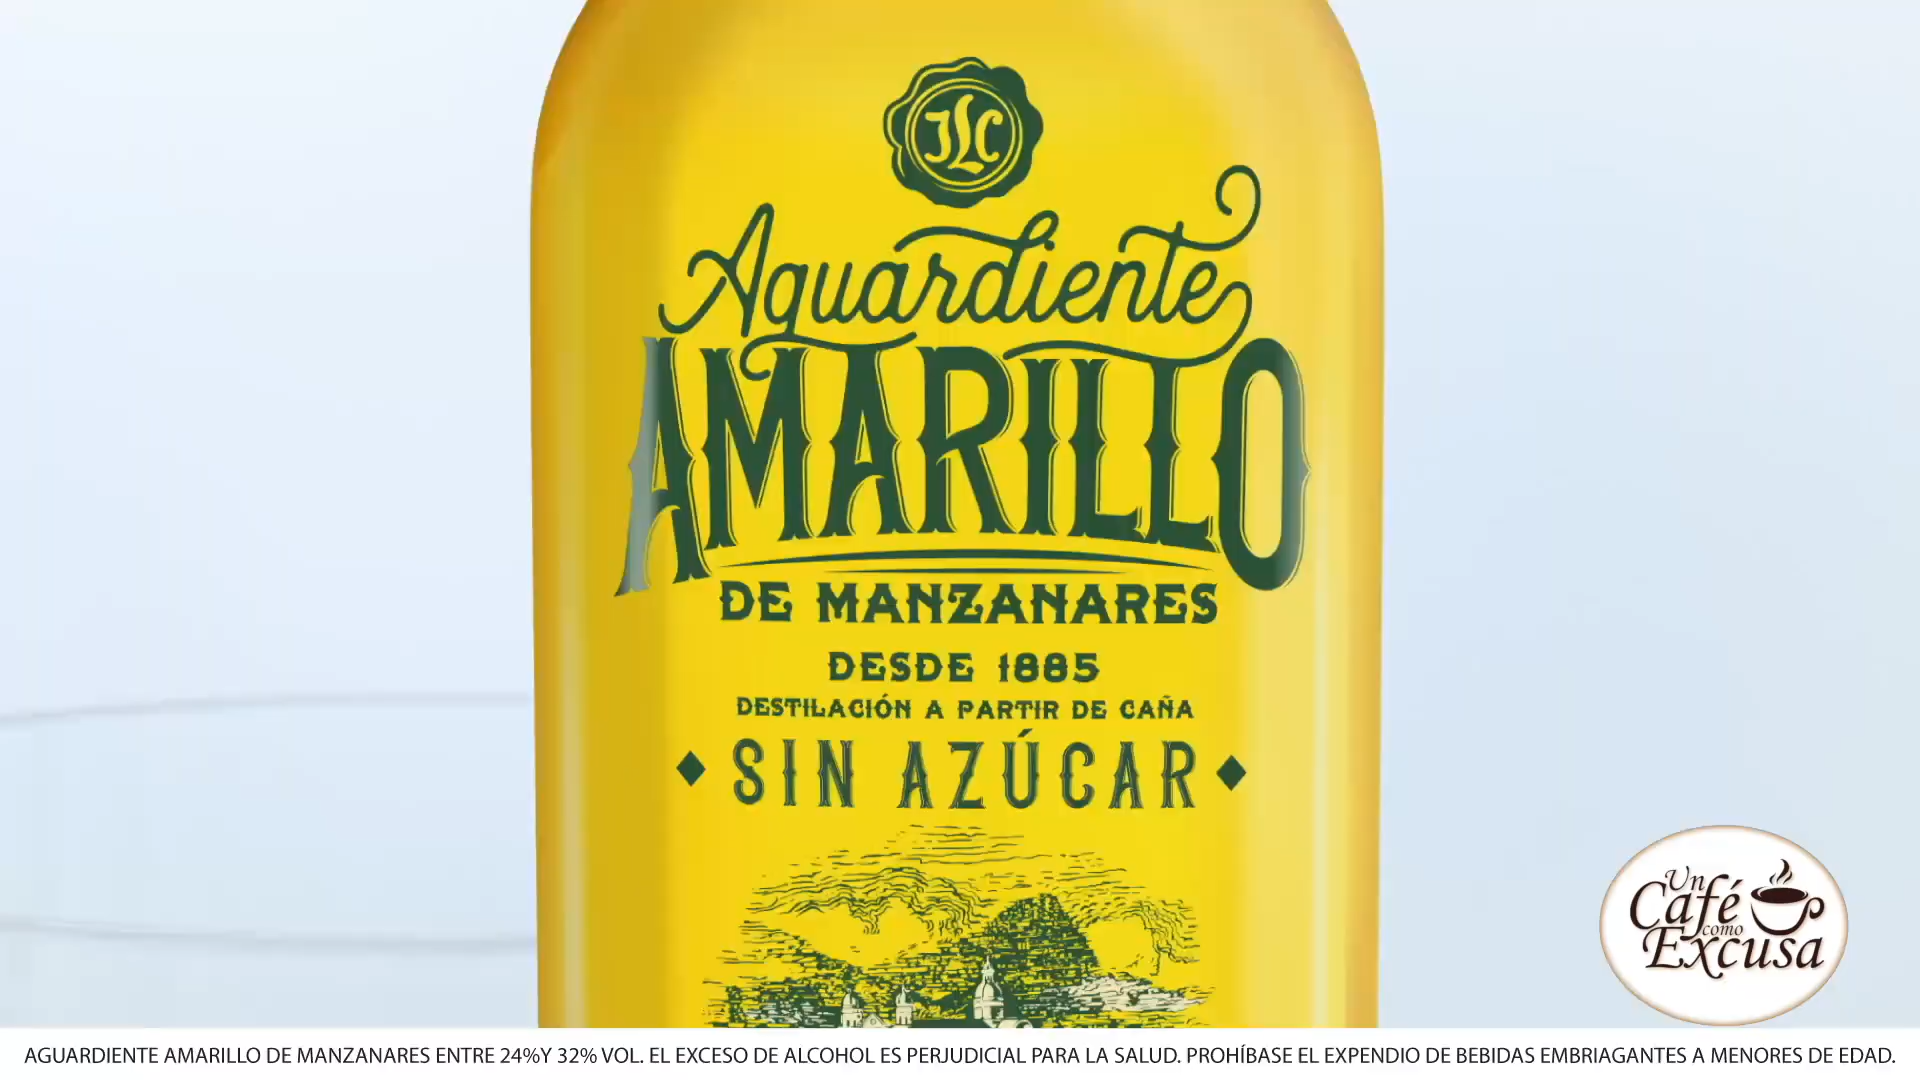 JLC
Aguardiente
AMARILLO
DE MANZANARES
DESDE 1885
DESTILACIÓN A PARTIR DE CAÑA
SIN AZÚCAR
Un
Café
como
Excusa
AGUARDIENTE AMARILLO DE MANZANARES ENTRE 24%Y 32% VOL. EL EXCESO DE ALCOHOL ES PERJUDICIAL PARA LA SALUD. PROHÍBASE EL EXPENDIO DE BEBIDAS EMBRIAGANTES A MENORES DE EDAD.